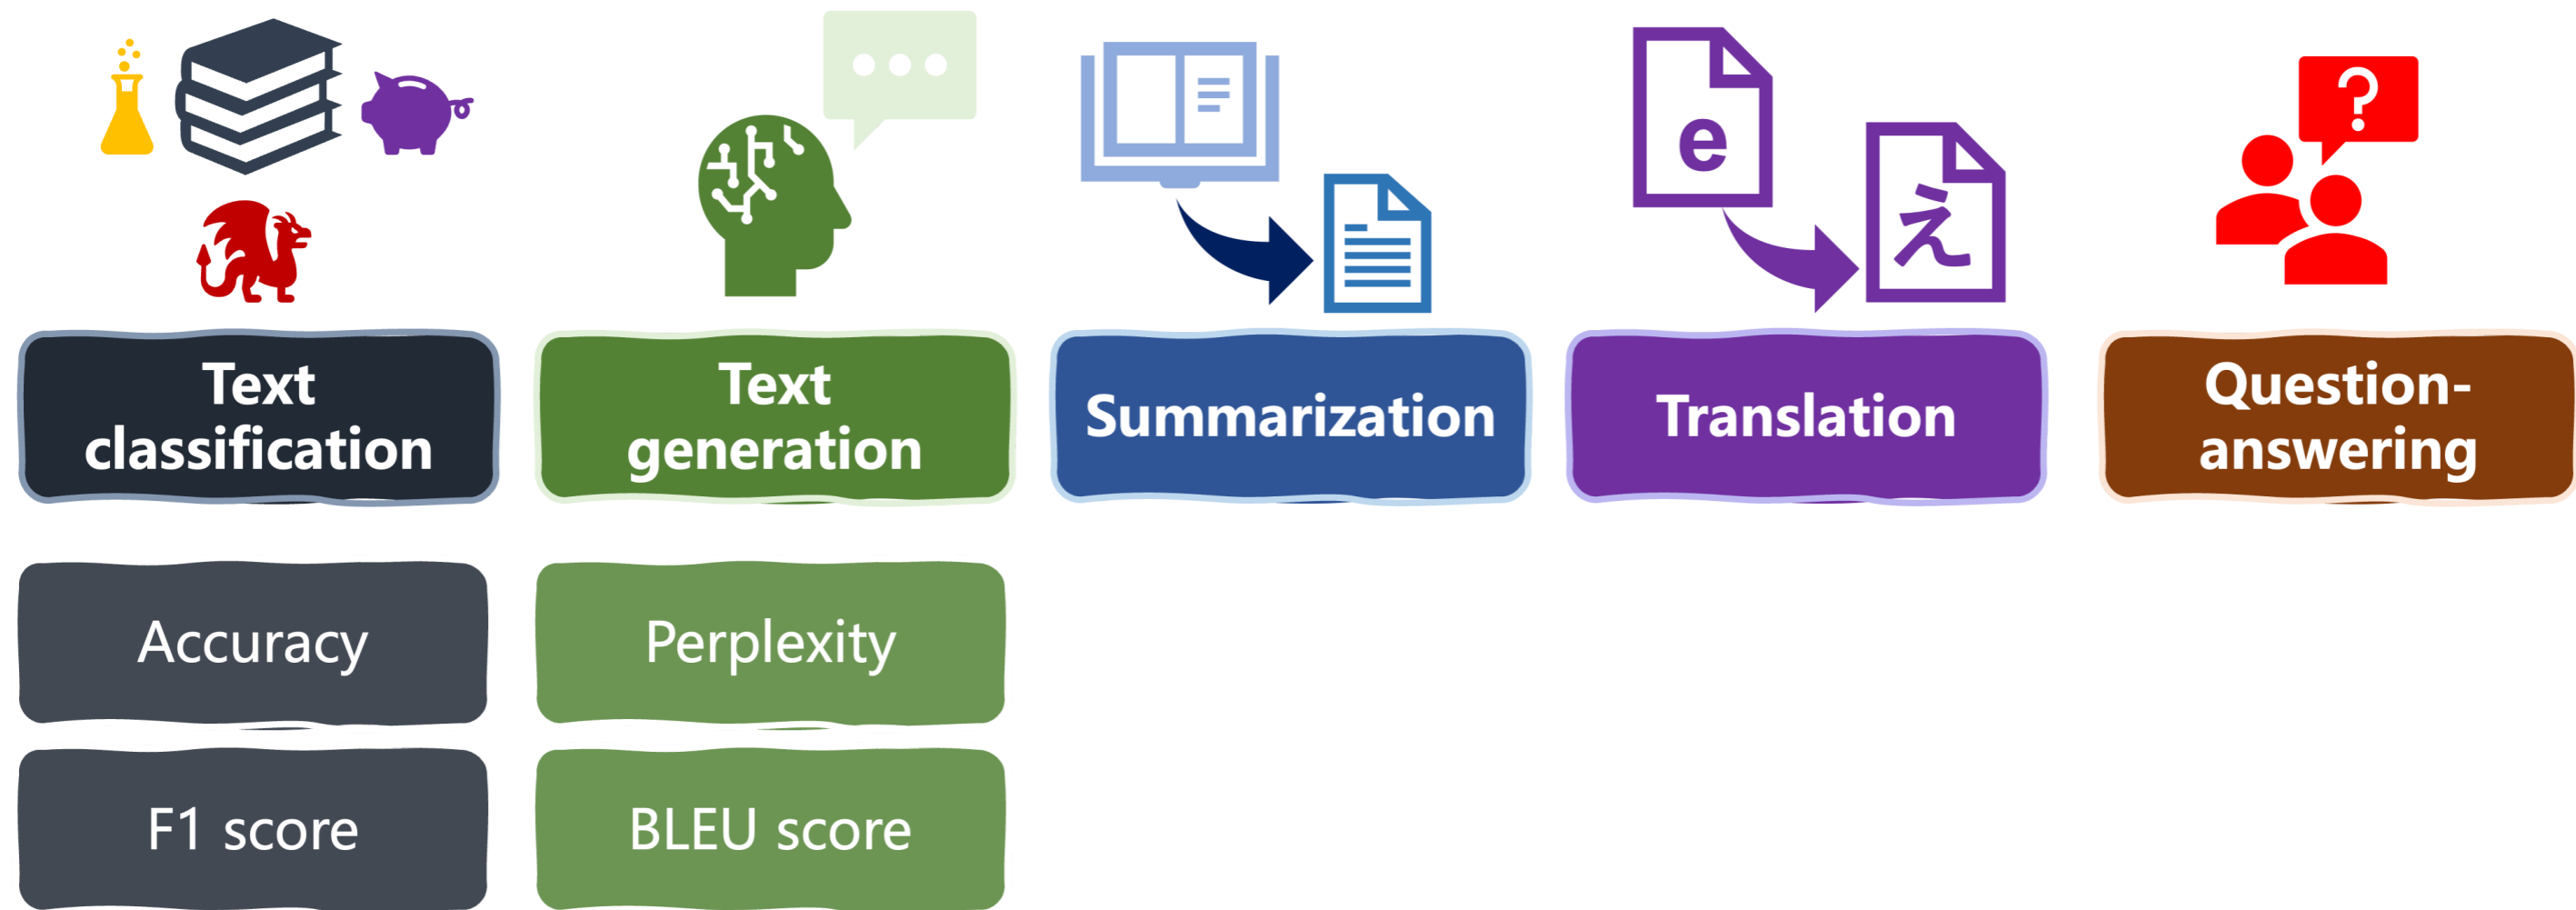 ?
e
え
Text
classification
Text
generation
Summarization
Translation
Question-
answering
Accuracy
Perplexity
F1 score
BLEU score